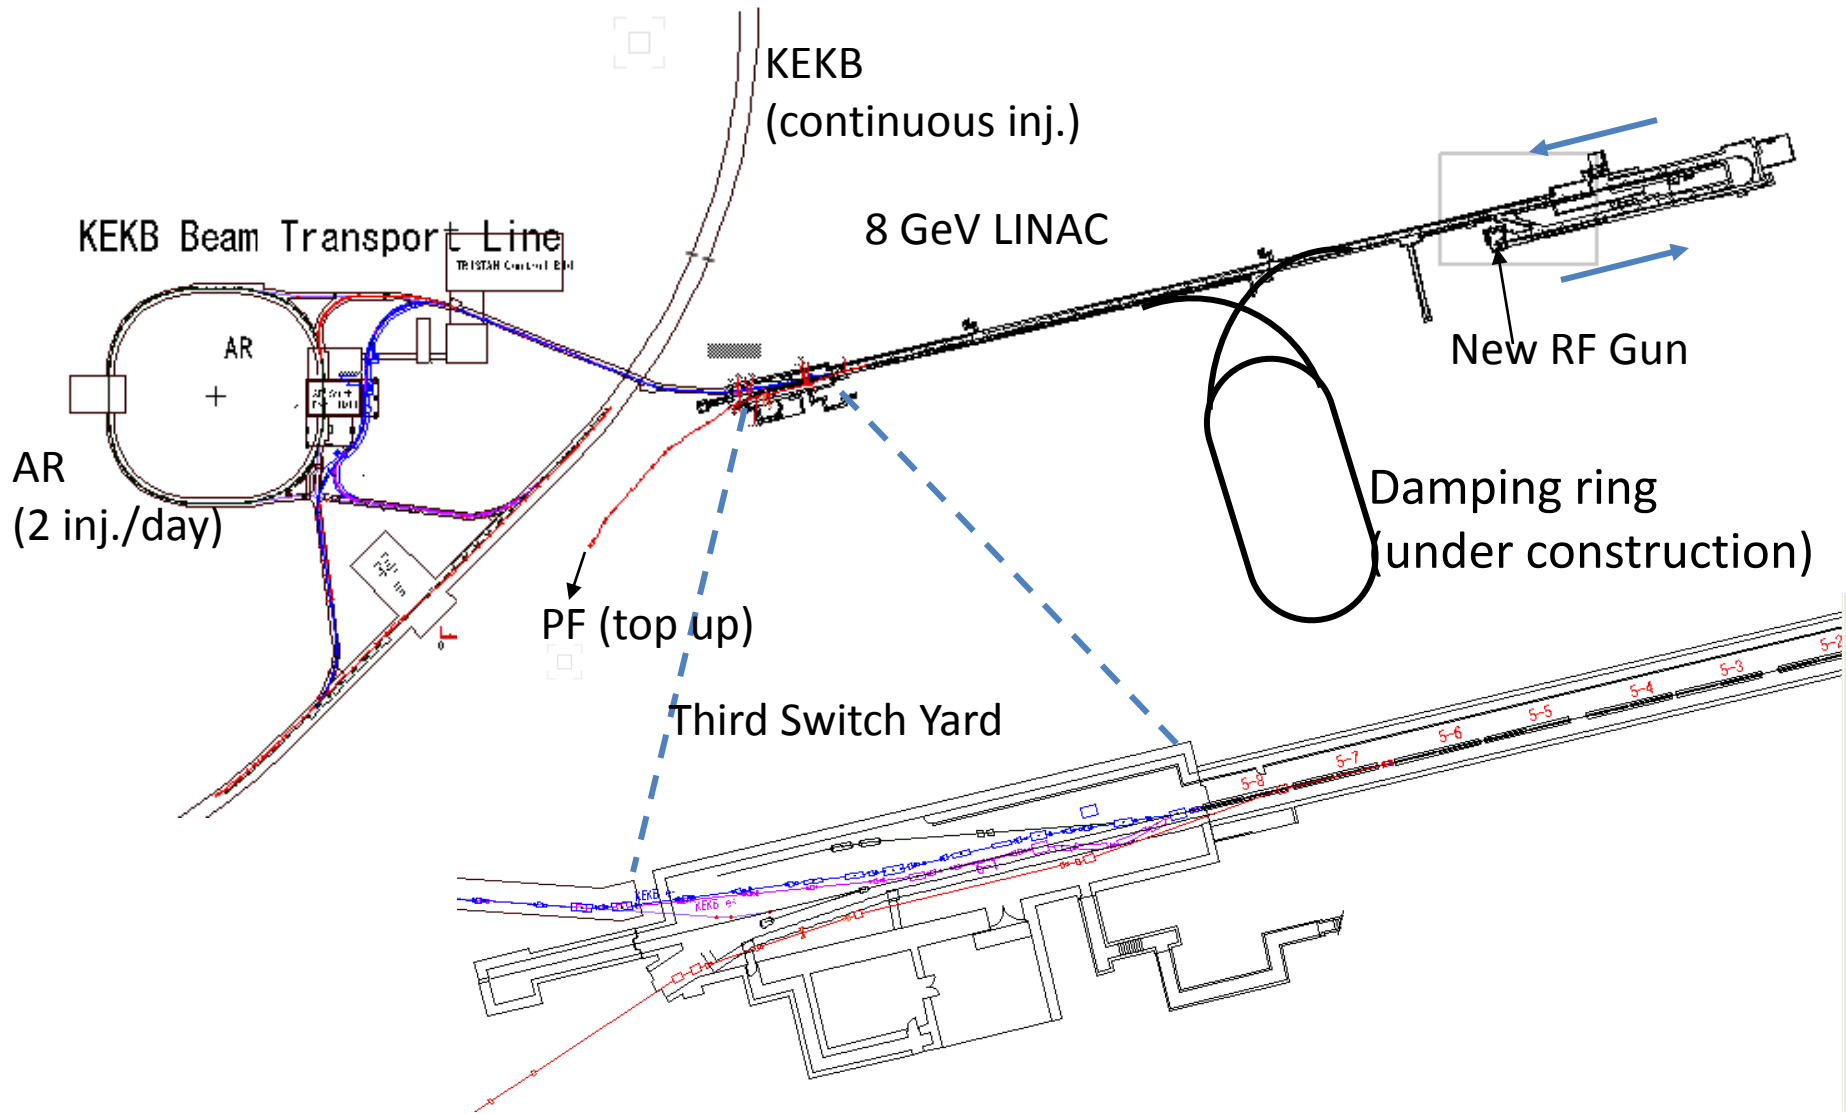 KEKB
(continuous inj.)
8 GeV LINAC
KEKB Beam Transport Line
AR
New RF Gun
AR
(2 inj./day)
Damping ring
(under construction)
PF (top up)
Third Switch Yard
5-2
5-3
5-4
5-5
5-6
5-7
5-8
KEKB
KEKB